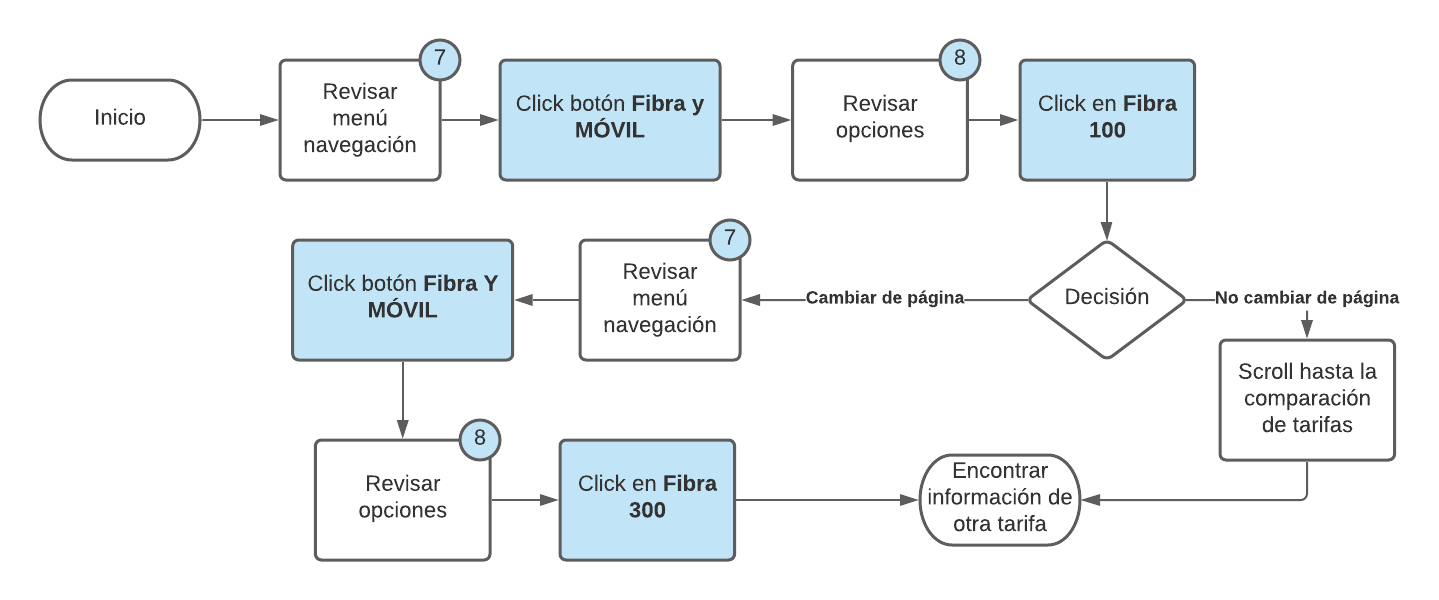 Inicio
7
Revisar
menú
navegación
Click botón Fibra y
MÓVIL
8
Revisar
opciones
Click en Fibra
100
Decisión
Cambiar de página
No cambiar de página
7
Revisar
menú
navegación
Click botón Fibra Y
MÓVIL
8
Revisar
opciones
Click en Fibra
300
Scroll hasta la
comparación
de tarifas
Encontrar
información de
otra tarifa